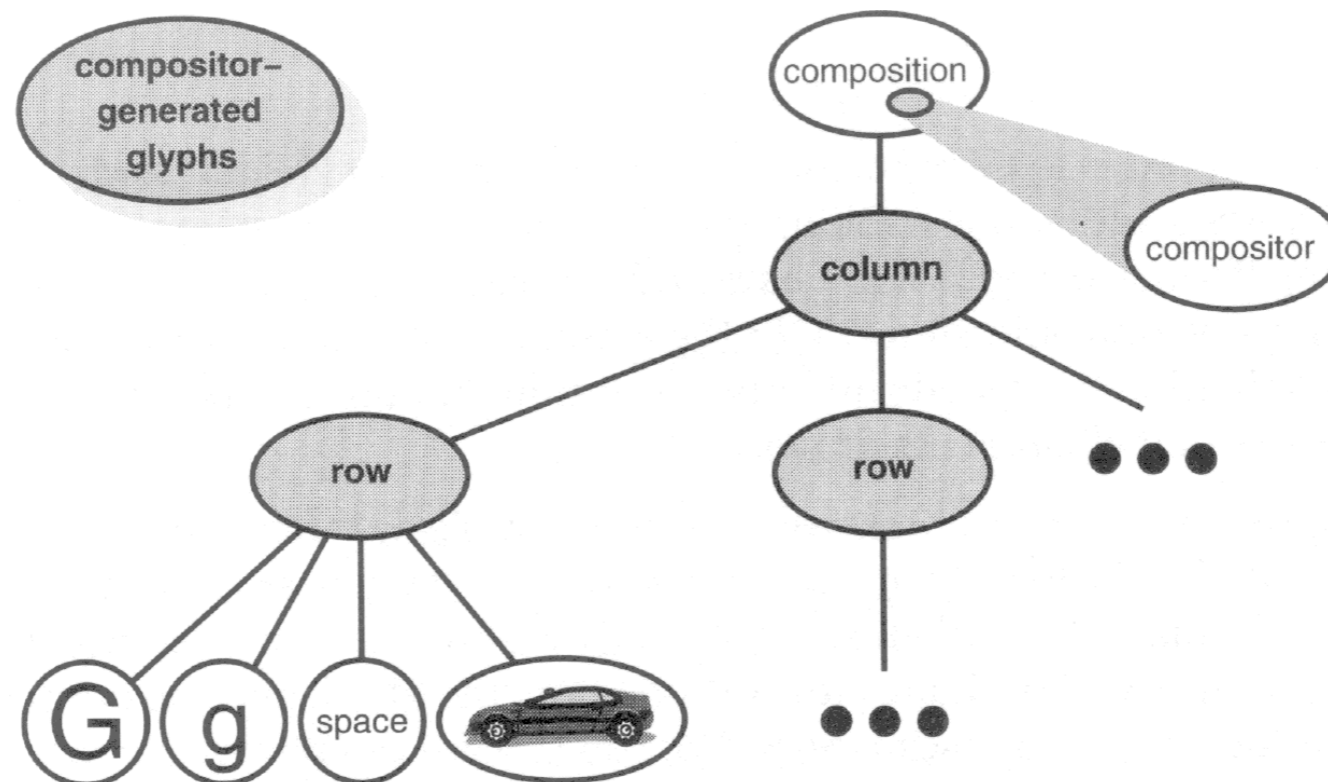 compositor–
generated
glyphs
composition
compositor
column
row
row
G
g
space